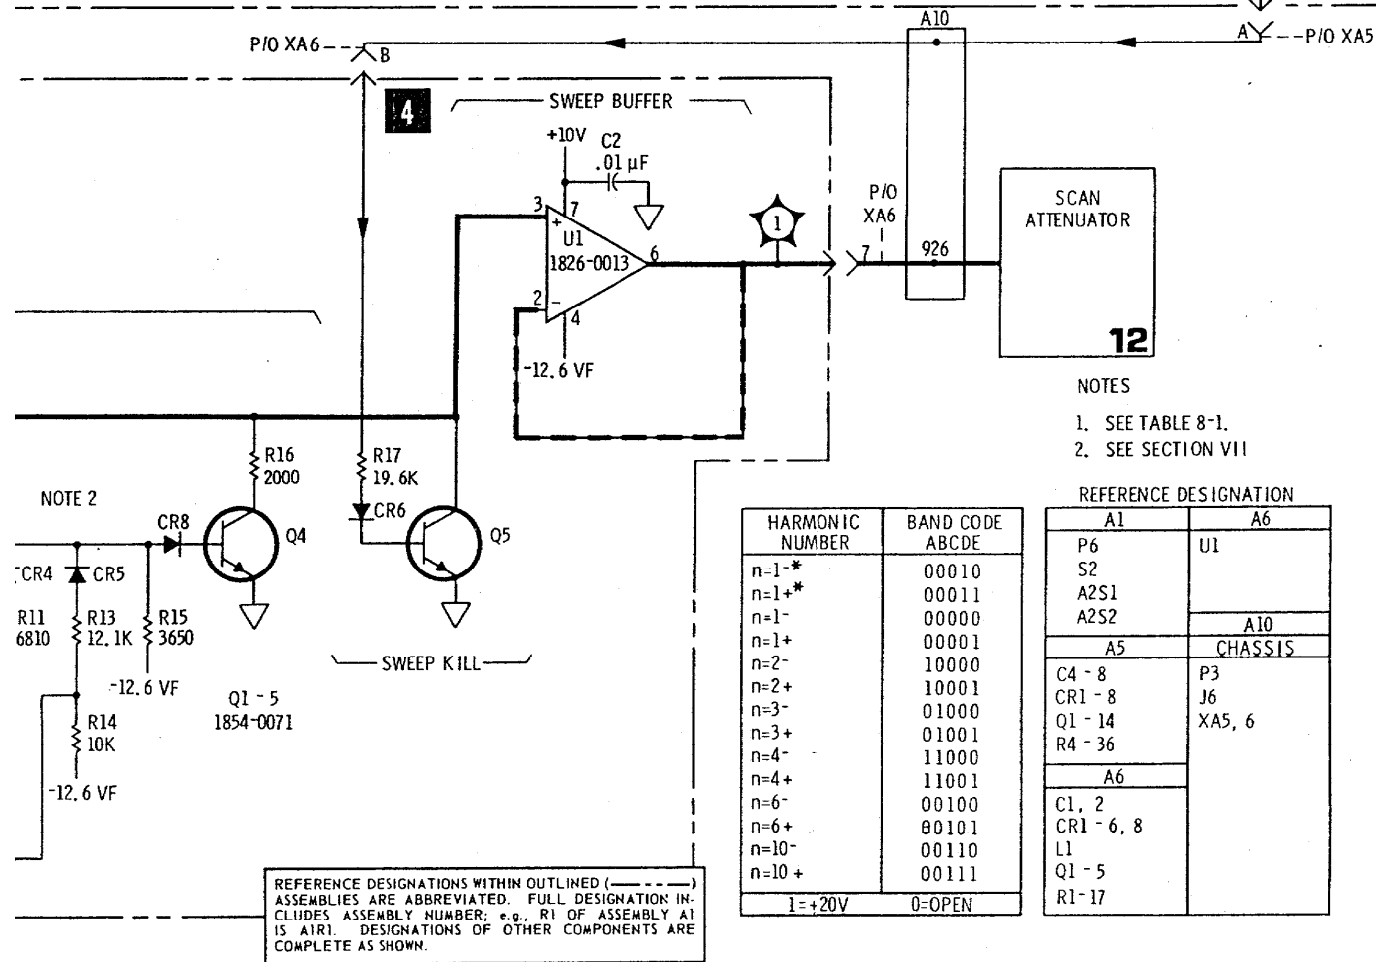 A10
P/O XA6
B
A
P/O XA5
4
SWEEP BUFFER
+10V
C2
.01 µF
3
7
+
U1
1826-0013
6
2
-
4
-12.6 VF
1
P/O
XA6
7
926
SCAN
ATTENUATOR
12
NOTES
1. SEE TABLE 8-1.
2. SEE SECTION VII
R16
2000
R17
19.6K
NOTE 2
CR8
Q4
CR6
Q5
CR4
CR5
R11
6810
R13
12.1K
R15
3650
SWEEP KILL
-12.6 VF
Q1 - 5
1854-0071
R14
10K
-12.6 VF
HARMONIC NUMBER BAND CODE ABCDE
n=1-* 00010
n=1+* 00011
n=1- 00000
n=1+ 00001
n=2- 10000
n=2+ 10001
n=3- 01000
n=3+ 01001
n=4- 11000
n=4+ 11001
n=6- 00100
n=6+ 00101
n=10- 00110
n=10+ 00111
1=+20V 0=OPEN
REFERENCE DESIGNATION
A1
P6
S2
A2S1
A2S2
A5
C4 - 8
CR1 - 8
Q1 - 14
R4 - 36
A6
C1, 2
CR1 - 6, 8
L1
Q1 - 5
R1-17
A6
U1
A10
CHASSIS
P3
J6
XA5, 6
REFERENCE DESIGNATIONS WITHIN OUTLINED (— - - —)
ASSEMBLIES ARE ABBREVIATED. FULL DESIGNATION IN-
CLUDES ASSEMBLY NUMBER; e.g., R1 OF ASSEMBLY A1
IS A1R1. DESIGNATIONS OF OTHER COMPONENTS ARE
COMPLETE AS SHOWN.